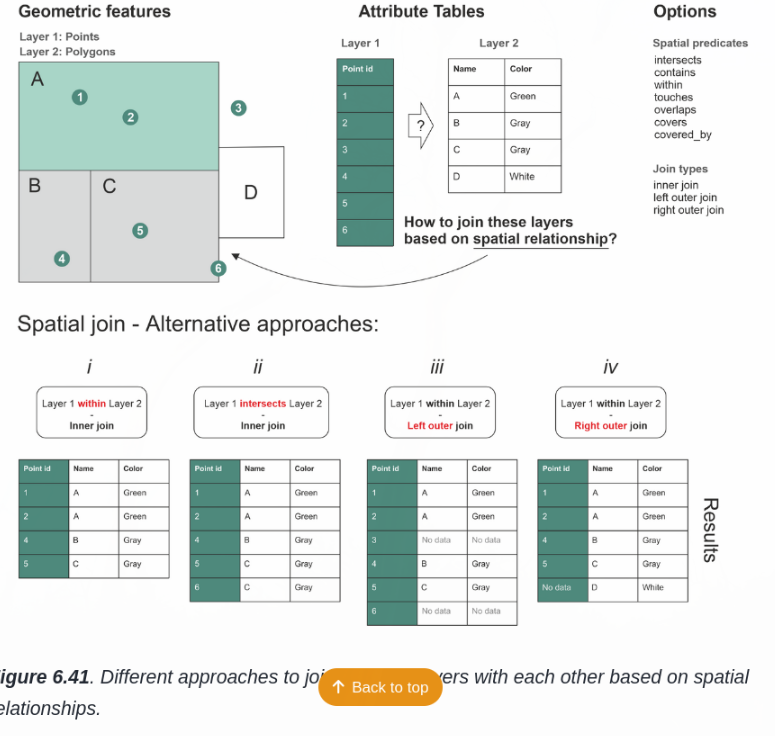 Geometric features
Attribute Tables
Options
Layer 1: Points
Layer 2: Polygons
Layer 1
Layer 2
Spatial predicates
intersects
contains
within
touches
overlaps
covers
covered_by
Join types
inner join
left outer join
right outer join
A
1
2
3
B
C
D
4
5
6
Point id
1
2
3
4
5
6
?
Name Color
A Green
B Gray
C Gray
D White
How to join these layers
based on spatial relationship?
Spatial join - Alternative approaches:
i
Layer 1 within Layer 2
-
Inner join
Point id Name Color
1 A Green
2 A Green
4 B Gray
5 C Gray
ii
Layer 1 intersects Layer 2
-
Inner join
Point id Name Color
1 A Green
2 A Green
4 B Gray
5 C Gray
6 C Gray
iii
Layer 1 within Layer 2
-
Left outer join
Point id Name Color
1 A Green
2 A Green
3 No data No data
4 B Gray
5 C Gray
6 No data No data
iv
Layer 1 within Layer 2
-
Right outer join
Point id Name Color
1 A Green
2 A Green
4 B Gray
5 C Gray
No data D White
Results
igure 6.41. Different approaches to joi ers with each other based on spatial
elationships.
↑ Back to top